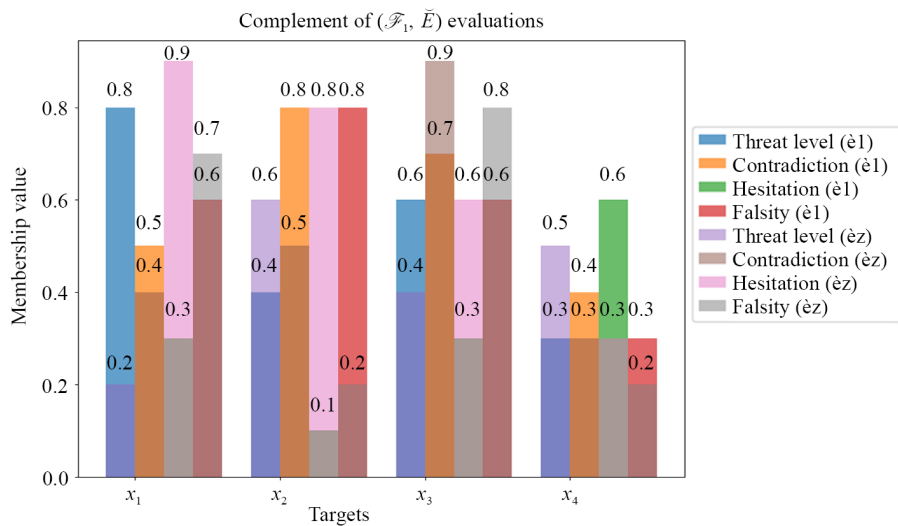 Complement of (ℱ₁, Ĕ) evaluations
0.9 0.9
0.8 0.8 0.8 0.8 0.8
0.7 0.7
0.6 0.6 0.6 0.6 0.6 0.6
0.5 0.5 0.5
0.4 0.4 0.4 0.4
0.3 0.3 0.3 0.3 0.3 0.3
0.2 0.2 0.2
0.1
0.8
0.6
0.4
0.2
0.0
Membership value
x₁ x₂ x₃ x₄
Targets
Threat level (è1)
Contradiction (è1)
Hesitation (è1)
Falsity (è1)
Threat level (èz)
Contradiction (èz)
Hesitation (èz)
Falsity (èz)